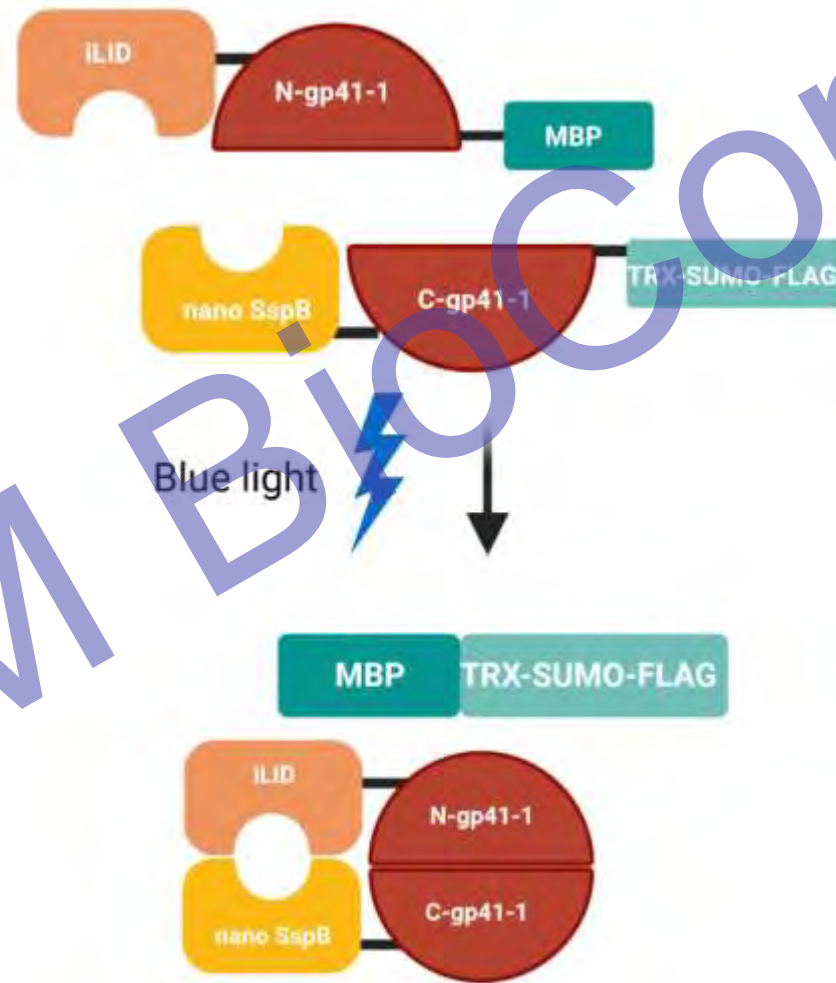 iLID
N-gp41-1
MBP
nano SspB
C-gp41-1
TRX-SUMO-FLAG
Blue light
MBP
TRX-SUMO-FLAG
iLID
N-gp41-1
C-gp41-1
nano SspB
M BioCon